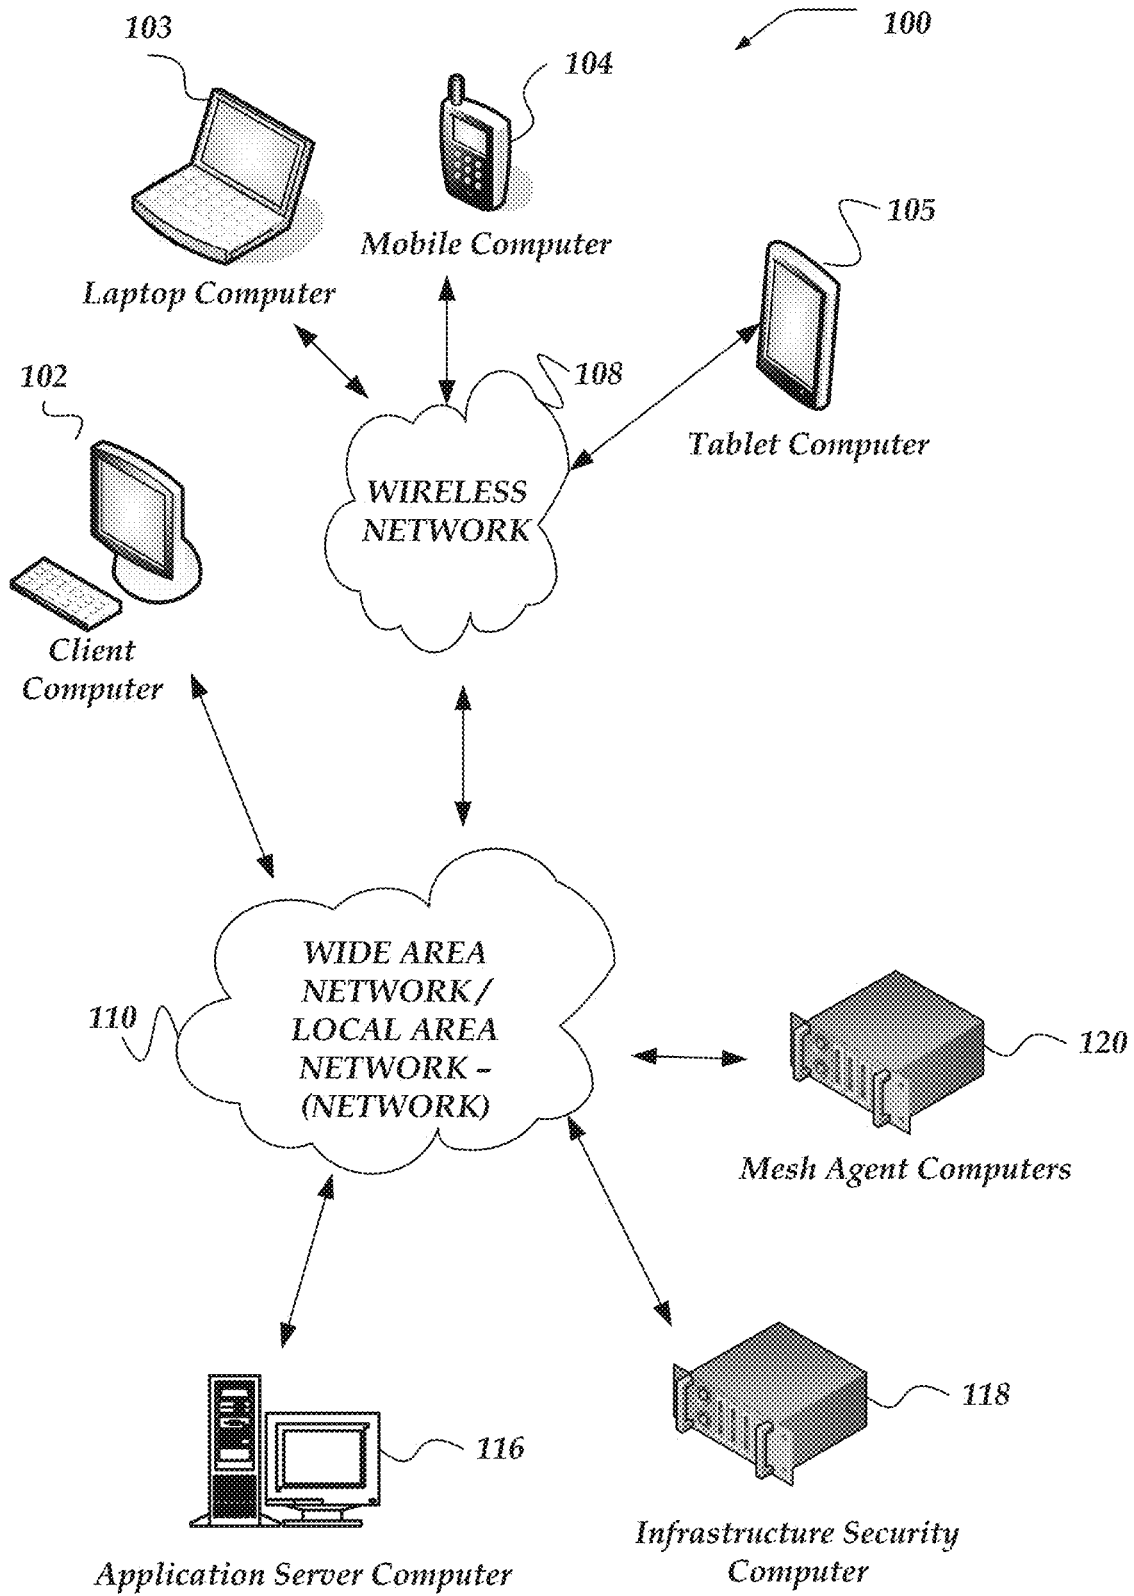 103
100
104
105
Mobile Computer
Laptop Computer
108
102
Tablet Computer
WIRELESS
NETWORK
Client
Computer
WIDE AREA
NETWORK /
LOCAL AREA
NETWORK –
(NETWORK)
110
120
Mesh Agent Computers
118
116
Infrastructure Security
Computer
Application Server Computer